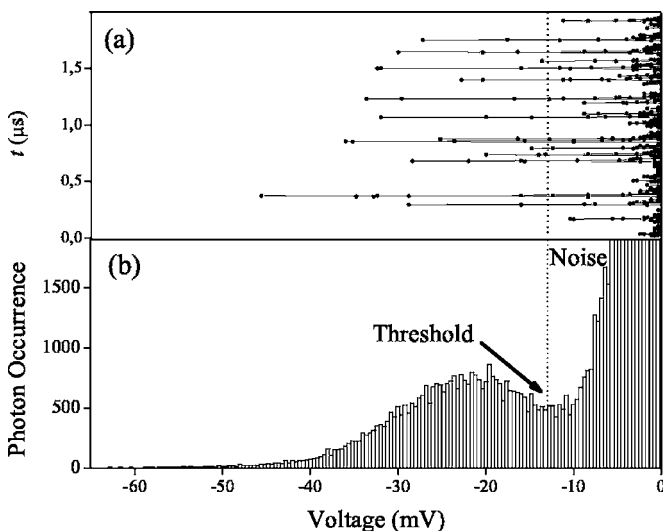 (a)
t (μs)
1,5
1,0
0,5
0,0
(b)
Noise
Threshold
Photon Occurrence
1500
1000
500
0
-60 -50 -40 -30 -20 -10 0
Voltage (mV)